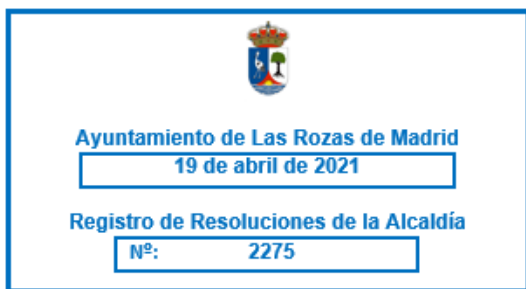 Ayuntamiento de Las Rozas de Madrid
19 de abril de 2021
Registro de Resoluciones de la Alcaldía
Nº: 2275